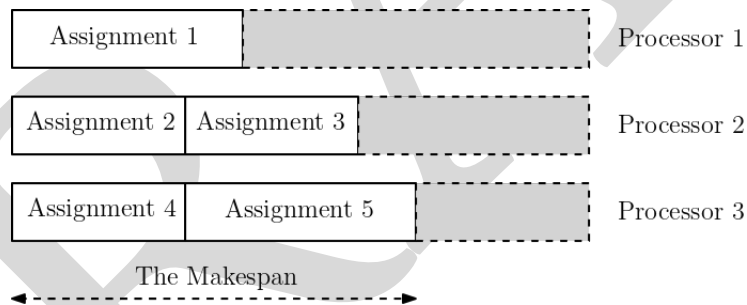 Assignment 1
Processor 1
Assignment 2
Assignment 3
Processor 2
Assignment 4
Assignment 5
Processor 3
The Makespan